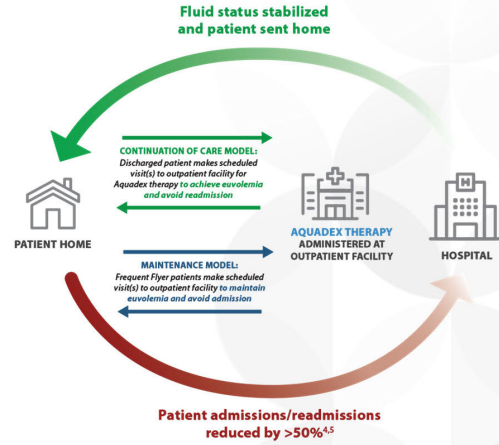 Fluid status stabilized
and patient sent home
CONTINUATION OF CARE MODEL:
Discharged patient makes scheduled
visit(s) to outpatient facility for
Aquadex therapy to achieve euvolemia
and avoid readmission
PATIENT HOME
AQUADEX THERAPY
ADMINISTERED AT
OUTPATIENT FACILITY
H
HOSPITAL
MAINTENANCE MODEL:
Frequent Flyer patients make scheduled
visit(s) to outpatient facility to maintain
euvolemia and avoid admission
Patient admissions/readmissions
reduced by >50%⁴,⁵